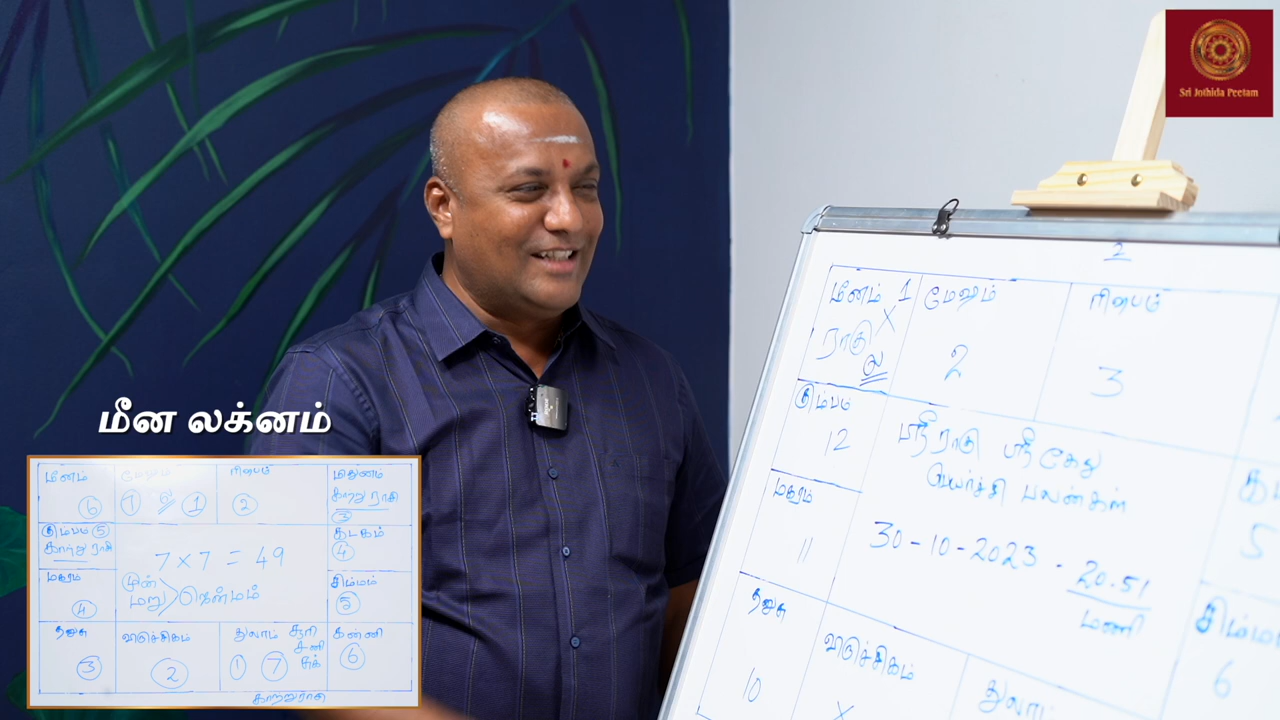 Sri Jothida Peetam
2
மீனம் 1
ராகு
ல
மேஷம்
2
ரிஷபம்
3
கும்பம்
12
ஸ்ரீ ராகு ஸ்ரீ கேது
பெயர்ச்சி பலன்கள்
30-10-2023 - 20.51
மணி
5
மகரம்
11
சிம்ம
6
தனுசு
10
விருச்சிகம்
துலாம்
மீன லக்னம்
மீனம்
6
மேஷம்
7 ல 1
ரிஷபம்
2
மிதுனம்
காற்று ராசி
3
கும்பம் 5
காற்று ராசி
7 x 7 = 49
முன்
மறு
ஜென்மம்
கடகம்
4
மகரம்
4
சிம்மம்
5
தனுசு
3
விருச்சிகம்
2
துலாம் சூரி
சனி
சுக்
1 7
கன்னி
6
காற்றுராசி